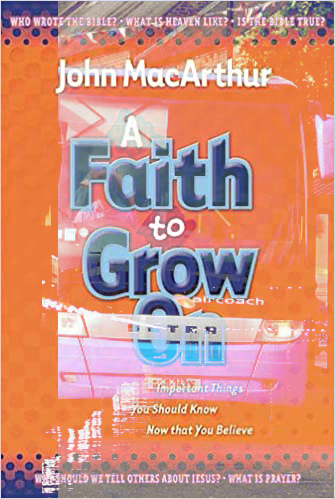 WHO WROTE THE BIBLE? • WHAT IS HEAVEN LIKE? • IS THE BIBLE TRUE?
John MacArthur
A
Faith
to
Grow
aircoach
On
Important Things
You Should Know
Now that You Believe
SHOULD WE TELL OTHERS ABOUT JESUS? • WHAT IS PRAYER?